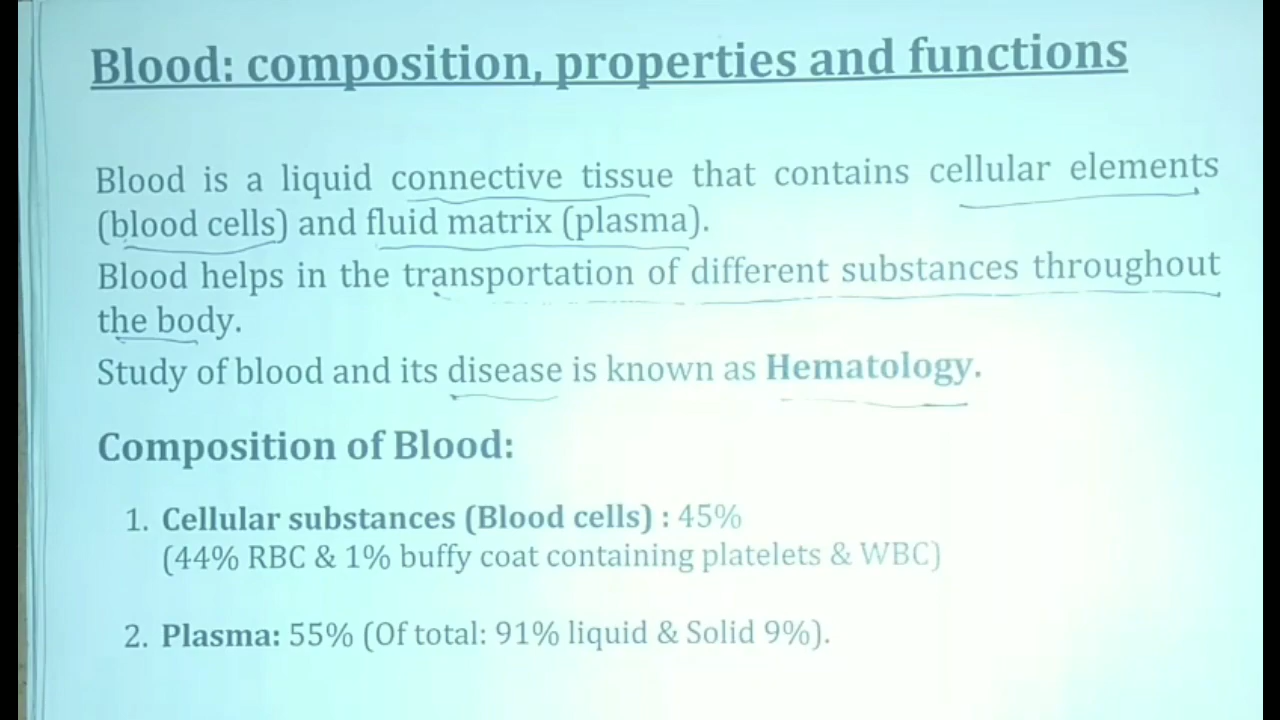 Blood: composition, properties and functions
Blood is a liquid connective tissue that contains cellular elements
(blood cells) and fluid matrix (plasma).
Blood helps in the transportation of different substances throughout
the body.
Study of blood and its disease is known as Hematology.
Composition of Blood:
1. Cellular substances (Blood cells) : 45%
(44% RBC & 1% buffy coat containing platelets & WBC)
2. Plasma: 55% (Of total: 91% liquid & Solid 9%).